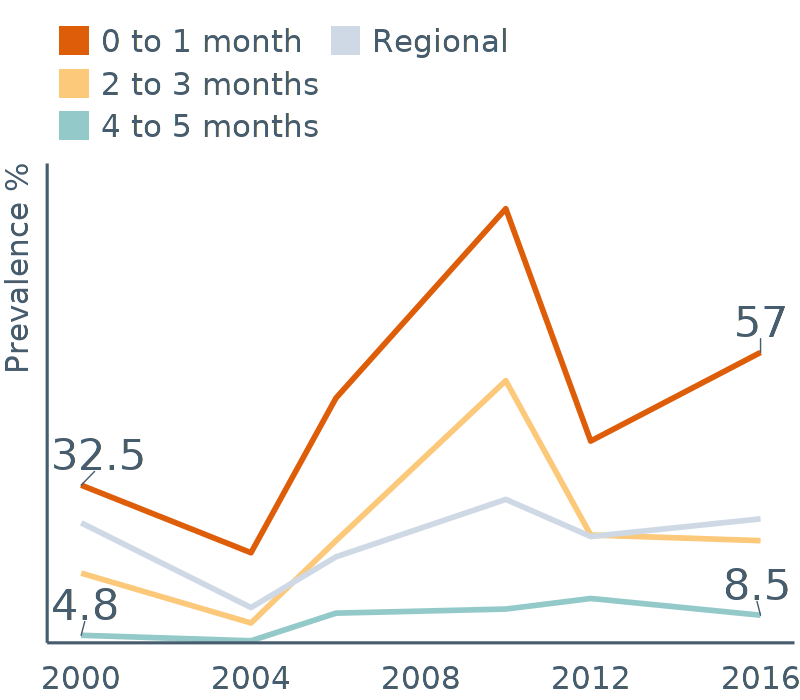 0 to 1 month
Regional
2 to 3 months
4 to 5 months
Prevalence %
57
32.5
8.5
4.8
2000 2004 2008 2012 2016